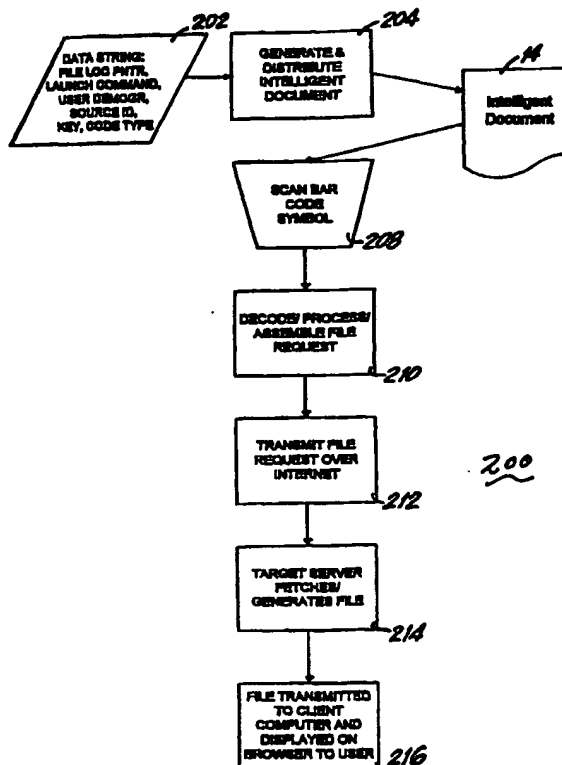 202
DATA STRING:
FILE LOC PNTR,
LAUNCH COMMAND,
USER DEMOGR,
SOURCE ID,
KEY, CODE TYPE
204
GENERATE &
DISTRIBUTE
INTELLIGENT
DOCUMENT
14
Intelligent
Document
SCAN BAR
CODE
SYMBOL
208
DECODE/ PROCESS/
ASSEMBLE FILE
REQUEST
210
TRANSMIT FILE
REQUEST OVER
INTERNET
212
200
TARGET SERVER
FETCHES/
GENERATES FILE
214
FILE TRANSMITTED
TO CLIENT
COMPUTER AND
DISPLAYED ON
BROWSER TO USER
216